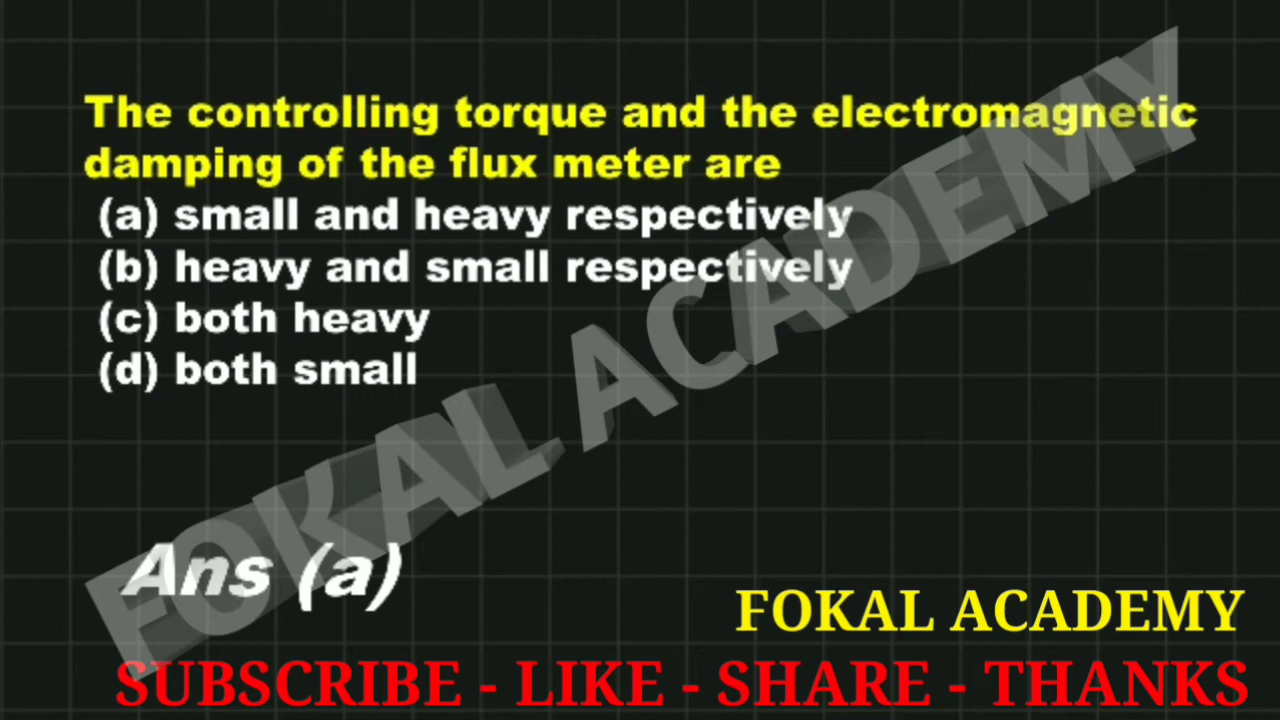 The controlling torque and the electromagnetic
damping of the flux meter are
(a) small and heavy respectively
(b) heavy and small respectively
(c) both heavy
(d) both small
FOKAL ACADEMY
Ans (a)
FOKAL ACADEMY
SUBSCRIBE - LIKE - SHARE - THANKS